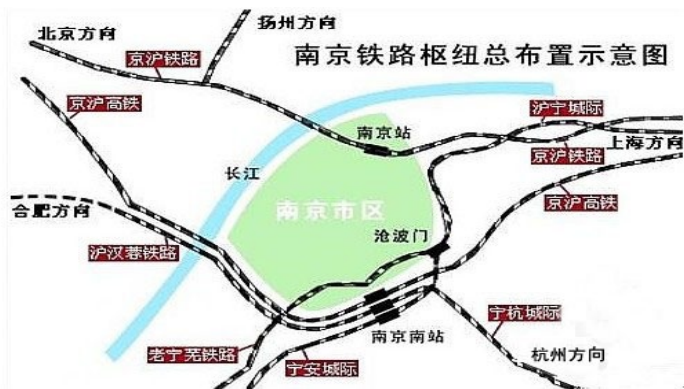 扬州方向
北京方向
南京铁路枢纽总布置示意图
京沪铁路
京沪高铁
沪宁城际
南京站
上海方向
京沪铁路
长江
京沪高铁
南京市区
合肥方向
沧波门
沪汉蓉铁路
宁杭城际
南京南站
老宁芜铁路
宁安城际
杭州方向